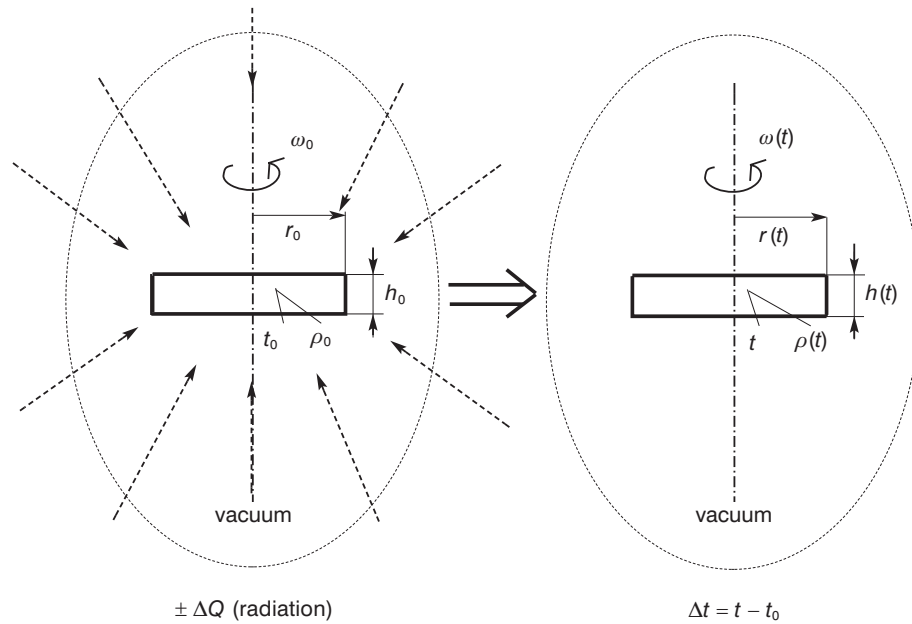 ω₀
ω(t)
r₀
r(t)
h₀
h(t)
t₀
ρ₀
t
ρ(t)
vacuum
vacuum
± ΔQ (radiation)
Δt = t – t₀